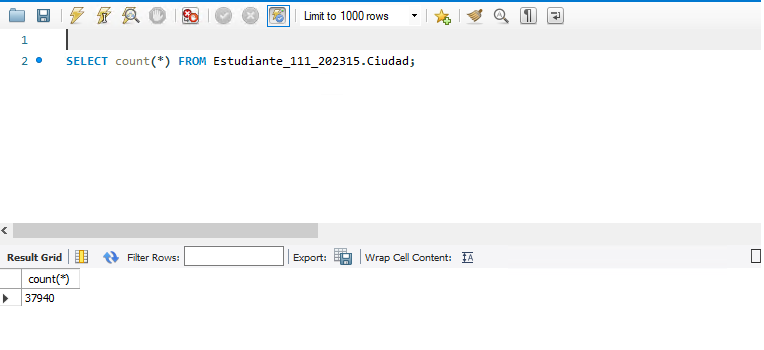 Limit to 1000 rows
1
2 SELECT count(*) FROM Estudiante_111_202315.Ciudad;
Result Grid Filter Rows: Export: Wrap Cell Content:
count(*)
37940